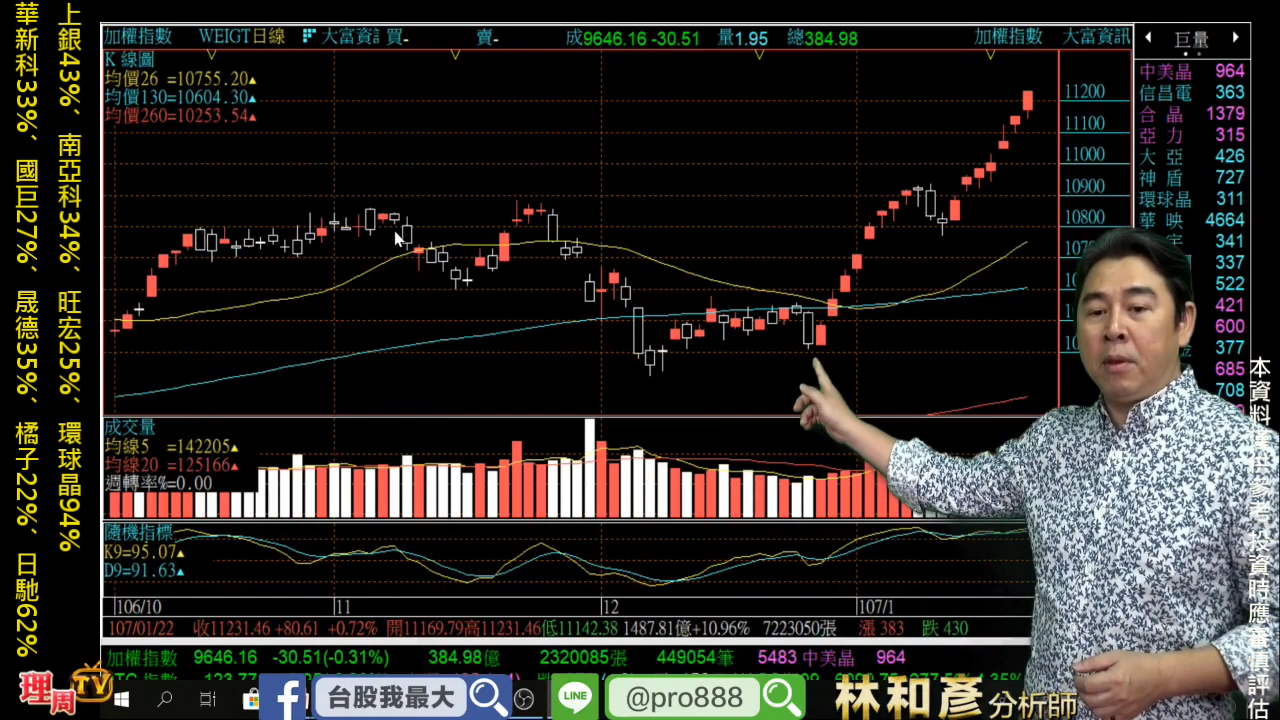 上銀43%、南亞科34%、旺宏25%、環球晶94%
華新科33%、國巨27%、晟德35%、橘子22%、日馳62%
加權指數 WEIGT日線 大富資訊 買- 賣- 成9646.16 -30.51 量1.95 總384.98 加權指數 大富資訊
K 線圖
均價26 =10755.20▲
均價130=10604.30▲
均價260=10253.54▲
11200
11100
11000
10900
10800
成交量
均線5 =142205▲
均線20 =125166▲
週轉率%=0.00
隨機指標
K9=95.07▲
D9=91.63▲
106/10 11 12 107/1
107/01/22 收11231.46 +80.61 +0.72% 開11169.79高11231.46低11142.38 1487.81億+10.96% 7223050張 漲 383 跌 430
加權指數 9646.16 -30.51(-0.31%) 384.98億 2320085張 449054筆 5483 中美晶 964
巨量
中美晶 964
信昌電 363
合 晶 1379
亞 力 315
大 亞 426
神 盾 727
環球晶 311
華 映 4664
341
337
522
421
600
377
685
708
理周TV
台股我最大
LINE
@pro888
林和彥 分析師